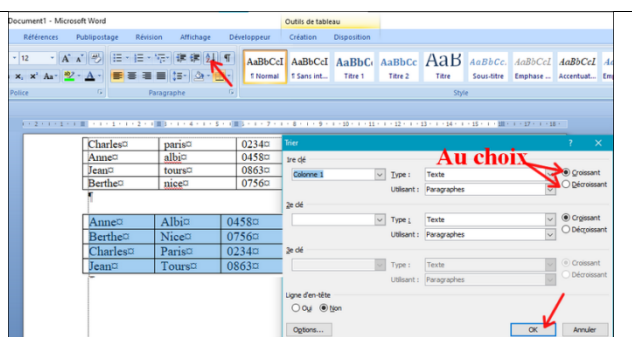 Document1 - Microsoft Word
Outils de tableau
Références Publipostage Révision Affichage Développeur Création Disposition
12
AaBbCcI AaBbCcI AaBbC AaBbCc AaB AaBbCc. AaBbCcI AaBbCcI
¶ Normal ¶ Sans int... Titre 1 Titre 2 Titre Sous-titre Emphase ... Accentuat...
Police Paragraphe Style
Charles¤ paris¤ 0234¤
Anne¤ albi¤ 0458¤
Jean¤ tours¤ 0863¤
Berthe¤ nice¤ 0756¤
¶
Anne¤ Albi¤ 0458¤
Berthe¤ Nice¤ 0756¤
Charles¤ Paris¤ 0234¤
Jean¤ Tours¤ 0863¤
Trier ? ×
1re clé
Au choix
Colonne 1 Type : Texte Croissant
Utilisant : Paragraphes Décroissant
2e clé
Type : Texte Croissant
Utilisant : Paragraphes Décroissant
3e clé
Type : Texte Croissant
Utilisant : Paragraphes Décroissant
Ligne d'en-tête
Oui Non
Options... OK Annuler